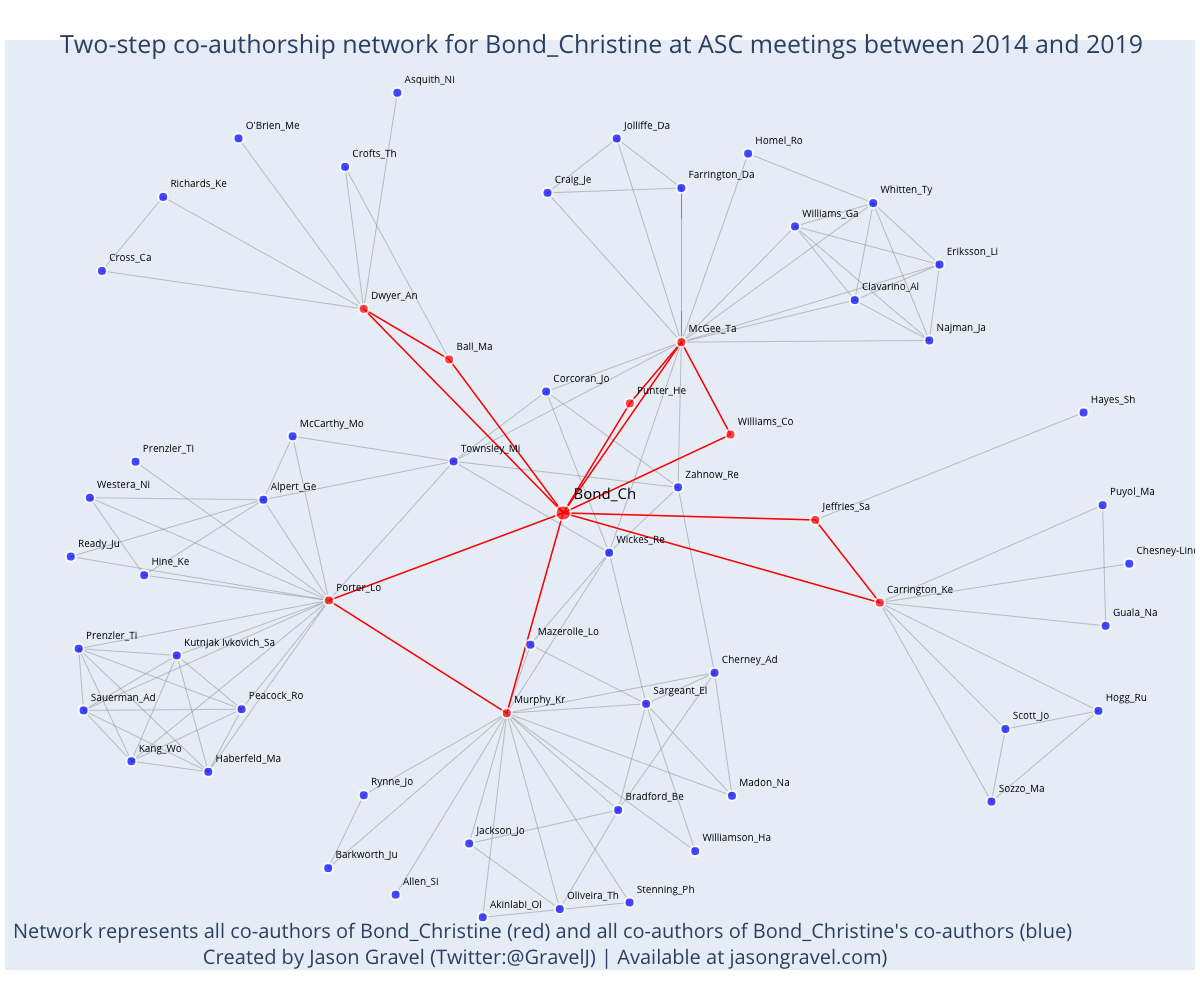 Two-step co-authorship network for Bond_Christine at ASC meetings between 2014 and 2019
Asquith_Ni
O'Brien_Me
Jolliffe_Da
Homel_Ro
Crofts_Th
Farrington_Da
Craig_Je
Richards_Ke
Whitten_Ty
Williams_Ga
Eriksson_Li
Cross_Ca
Clavarino_Al
Dwyer_An
McGee_Ta
Najman_Ja
Ball_Ma
Corcoran_Jo
Punter_He
Hayes_Sh
McCarthy_Mo
Williams_Co
Prenzler_Ti
Townsley_Mi
Zahnow_Re
Westera_Ni
Alpert_Ge
Bond_Ch
Puyol_Ma
Jeffries_Sa
Wickes_Re
Ready_Ju
Chesney-Lind
Hine_Ke
Porter_Lo
Carrington_Ke
Guala_Na
Mazerolle_Lo
Prenzler_Ti
Kutnjak Ivkovich_Sa
Cherney_Ad
Sargeant_El
Sauerman_Ad
Peacock_Ro
Murphy_Kr
Hogg_Ru
Scott_Jo
Kang_Wo
Haberfeld_Ma
Rynne_Jo
Madon_Na
Sozzo_Ma
Bradford_Be
Jackson_Jo
Williamson_Ha
Barkworth_Ju
Allen_Si
Stenning_Ph
Oliveira_Th
Akinlabi_Ol
Network represents all co-authors of Bond_Christine (red) and all co-authors of Bond_Christine's co-authors (blue)
Created by Jason Gravel (Twitter:@GravelJ) | Available at jasongravel.com)